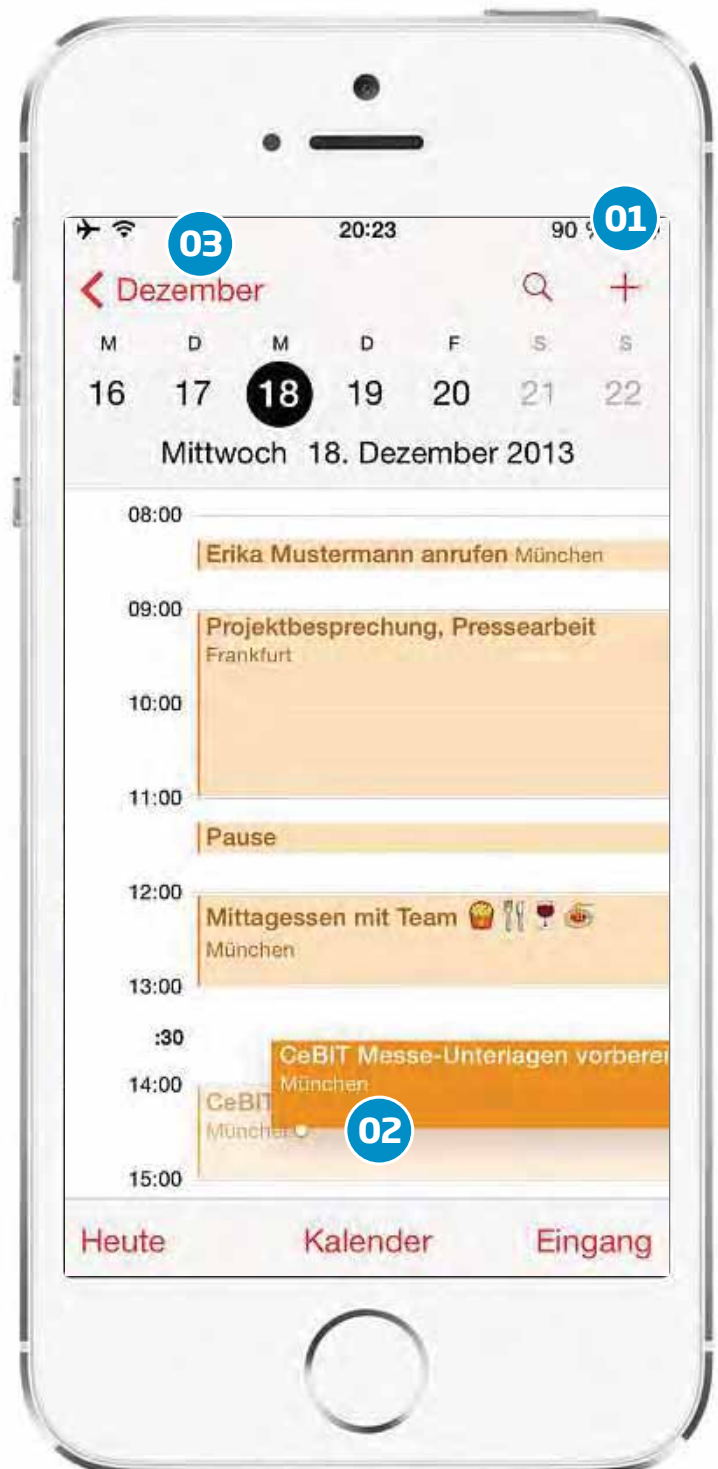 20:23
90 %
03
01
Dezember
M D M D F S S
16 17 18 19 20 21 22
Mittwoch 18. Dezember 2013
08:00
Erika Mustermann anrufen München
09:00
Projektbesprechung, Pressearbeit
Frankfurt
10:00
11:00
Pause
12:00
Mittagessen mit Team
München
13:00
:30
CeBIT Messe-Unterlagen vorberei
München
14:00
CeBIT
München
02
15:00
Heute Kalender Eingang